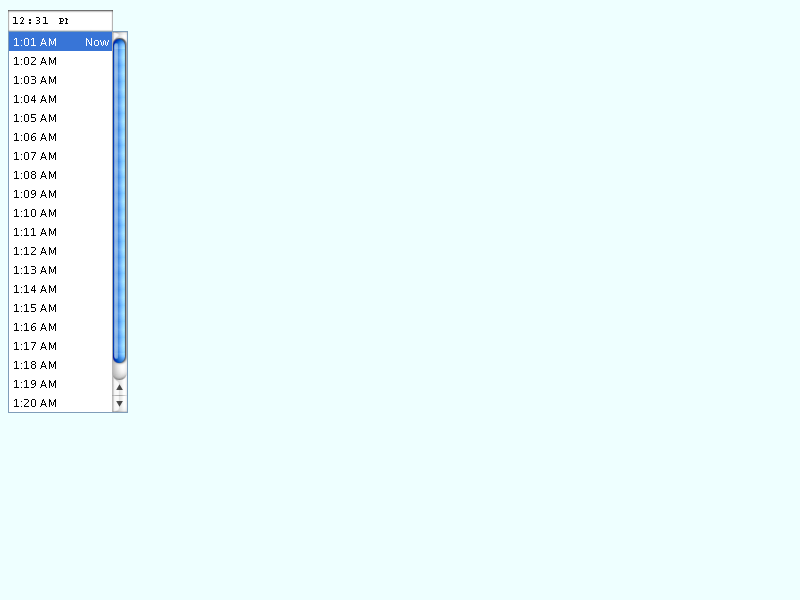 12:31
1:01 AM Now
1:02 AM
1:03 AM
1:04 AM
1:05 AM
1:06 AM
1:07 AM
1:08 AM
1:09 AM
1:10 AM
1:11 AM
1:12 AM
1:13 AM
1:14 AM
1:15 AM
1:16 AM
1:17 AM
1:18 AM
1:19 AM
1:20 AM